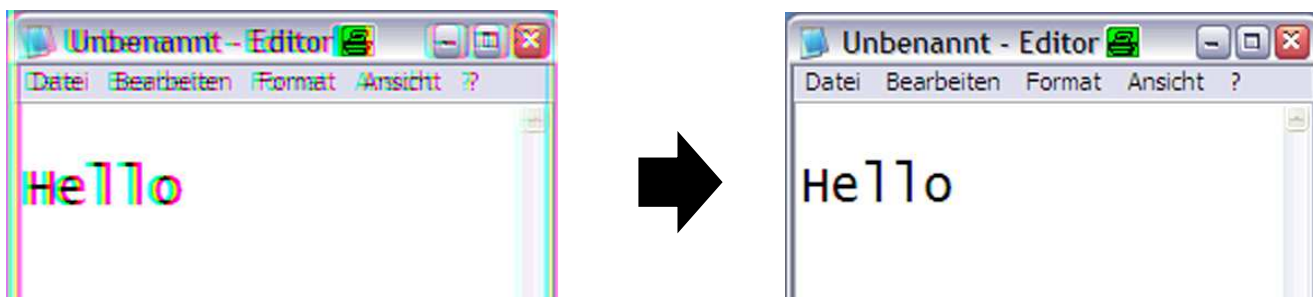 Unbenannt - Editor
Datei Bearbeiten Format Ansicht ?
Hello
Unbenannt - Editor
Datei Bearbeiten Format Ansicht ?
Hello